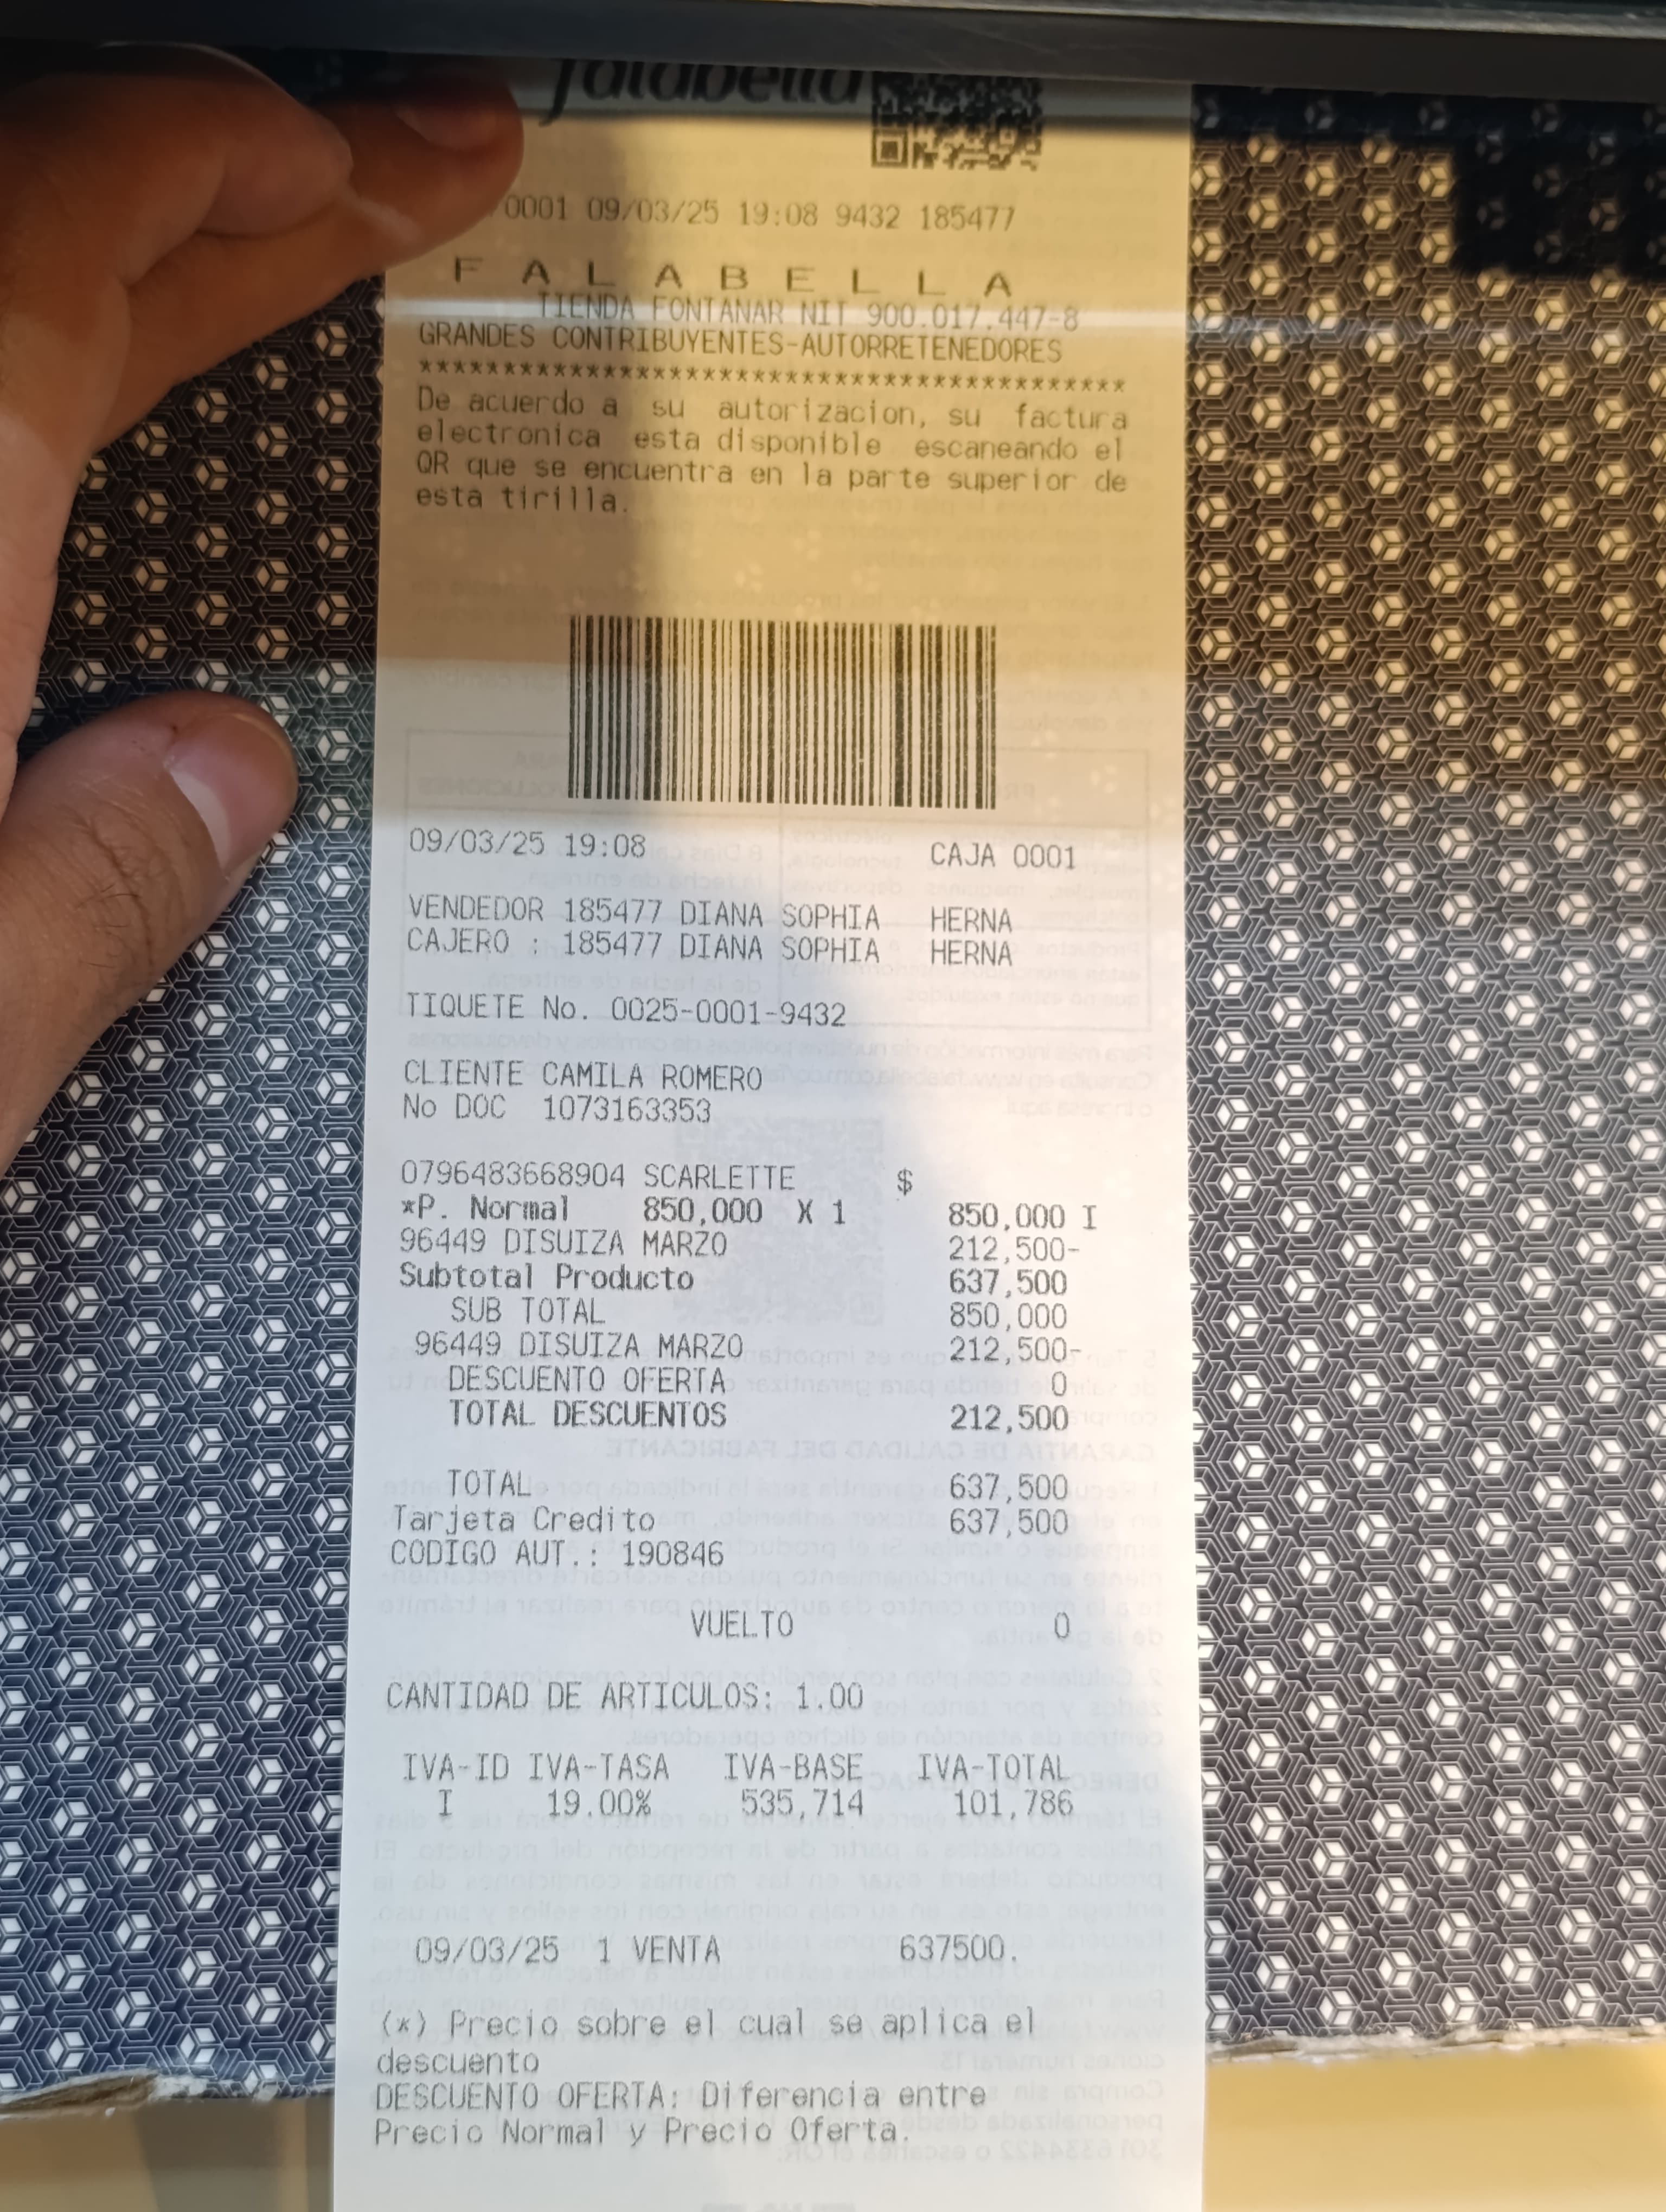 falabella
0001 09/03/25 19:08 9432 185477
F A L A B E L L A
TIENDA FONTANAR NIT 900.017.447-8
GRANDES CONTRIBUYENTES-AUTORRETENEDORES
******************************************
De acuerdo a su autorizacion, su factura
electronica esta disponible escaneando el
QR que se encuentra en la parte superior de
esta tirilla.
09/03/25 19:08 CAJA 0001
VENDEDOR 185477 DIANA SOPHIA HERNA
CAJERO : 185477 DIANA SOPHIA HERNA
TIQUETE No. 0025-0001-9432
CLIENTE CAMILA ROMERO
No DOC 1073163353
0796483668904 SCARLETTE $
*P. Normal 850,000 X 1 850,000 I
96449 DISUIZA MARZO 212,500-
Subtotal Producto 637,500
SUB TOTAL 850,000
96449 DISUIZA MARZO 212,500-
DESCUENTO OFERTA 0
TOTAL DESCUENTOS 212,500
TOTAL 637,500
Tarjeta Credito 637,500
CODIGO AUT.: 190846
VUELTO 0
CANTIDAD DE ARTICULOS: 1.00
IVA-ID IVA-TASA IVA-BASE IVA-TOTAL
I 19.00% 535,714 101,786
09/03/25 1 VENTA 637500.
(*) Precio sobre el cual se aplica el
descuento
DESCUENTO OFERTA: Diferencia entre
Precio Normal y Precio Oferta.